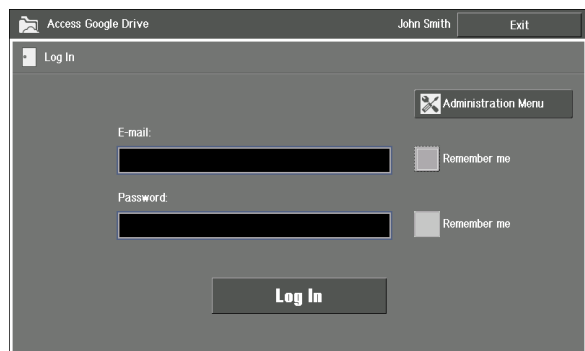 Access Google Drive
John Smith
Exit
Log In
Administration Menu
E-mail:
Remember me
Password:
Remember me
Log In